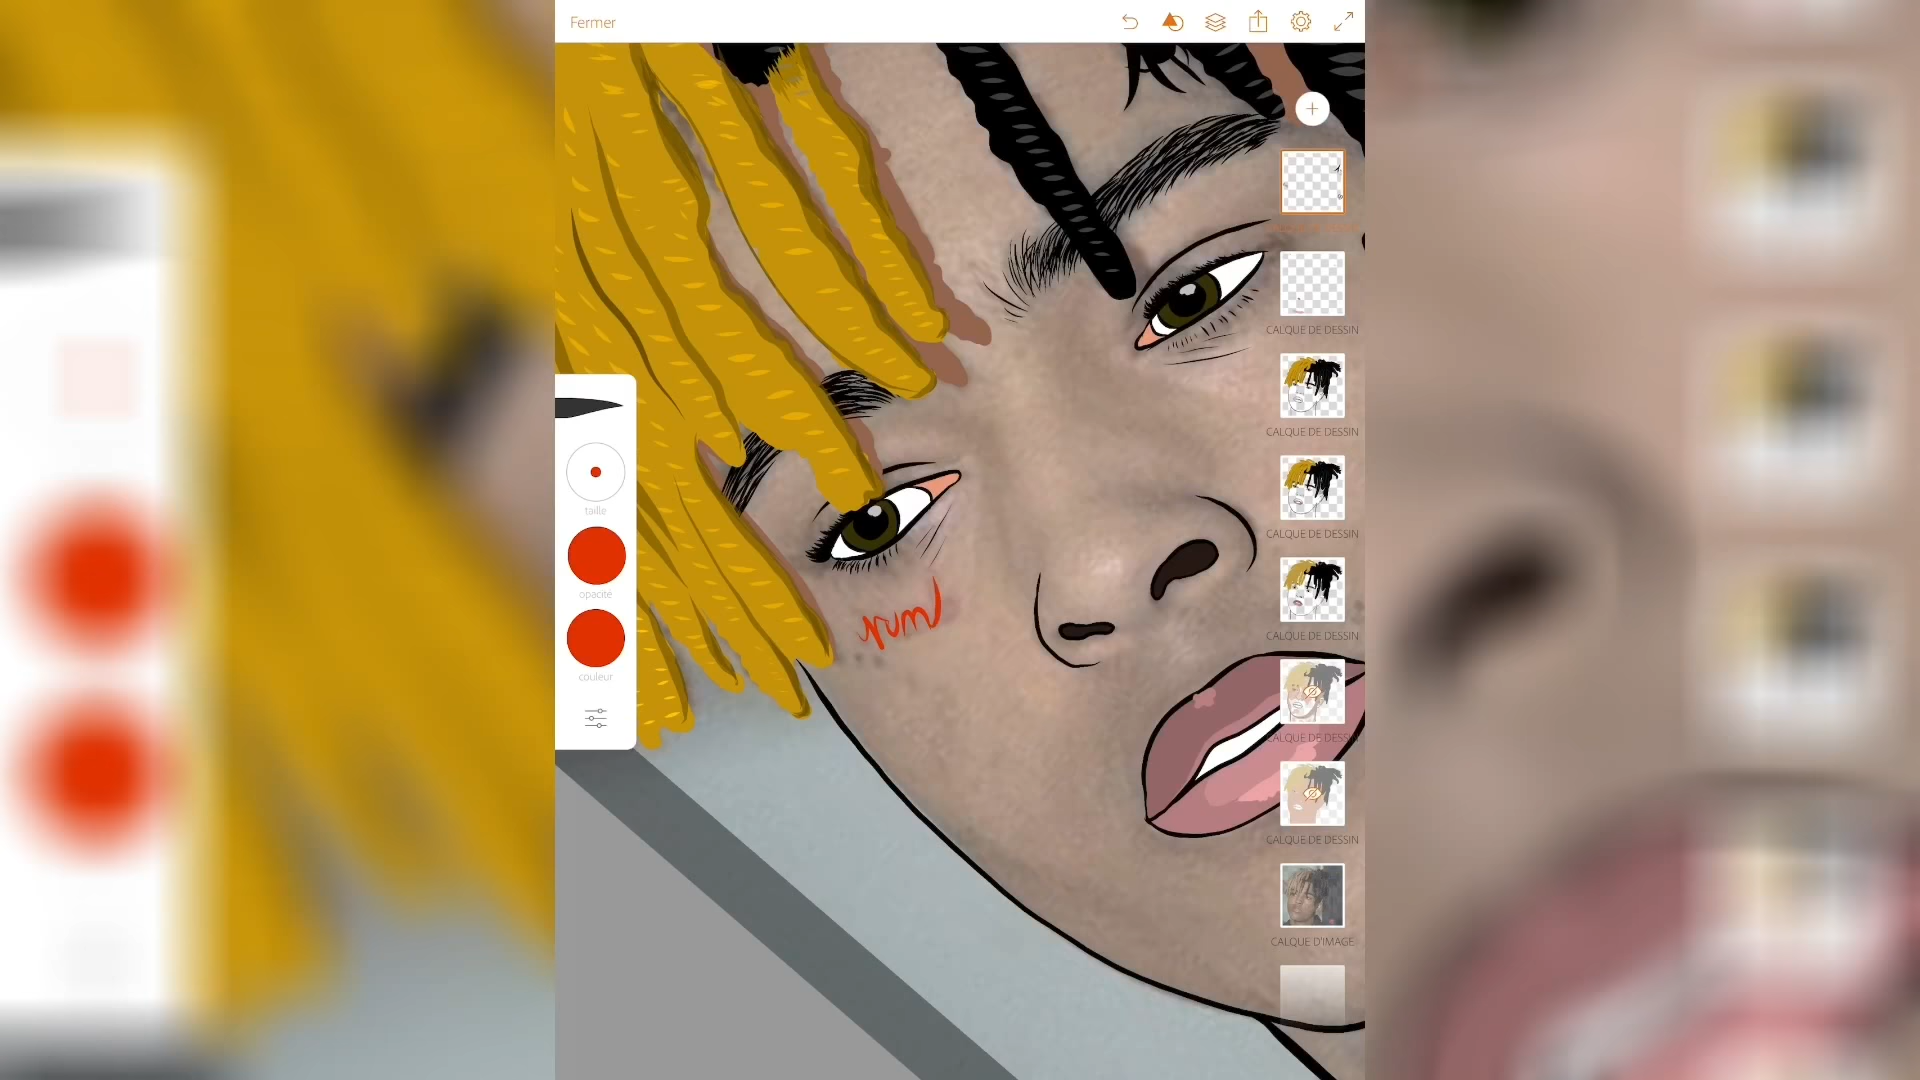 Fermer
CALQUE DE DESSIN
CALQUE DE DESSIN
CALQUE DE DESSIN
taille
opacité
CALQUE DE DESSIN
couleur
CALQUE DE DESSIN
CALQUE DE DESSIN
CALQUE D'IMAGE